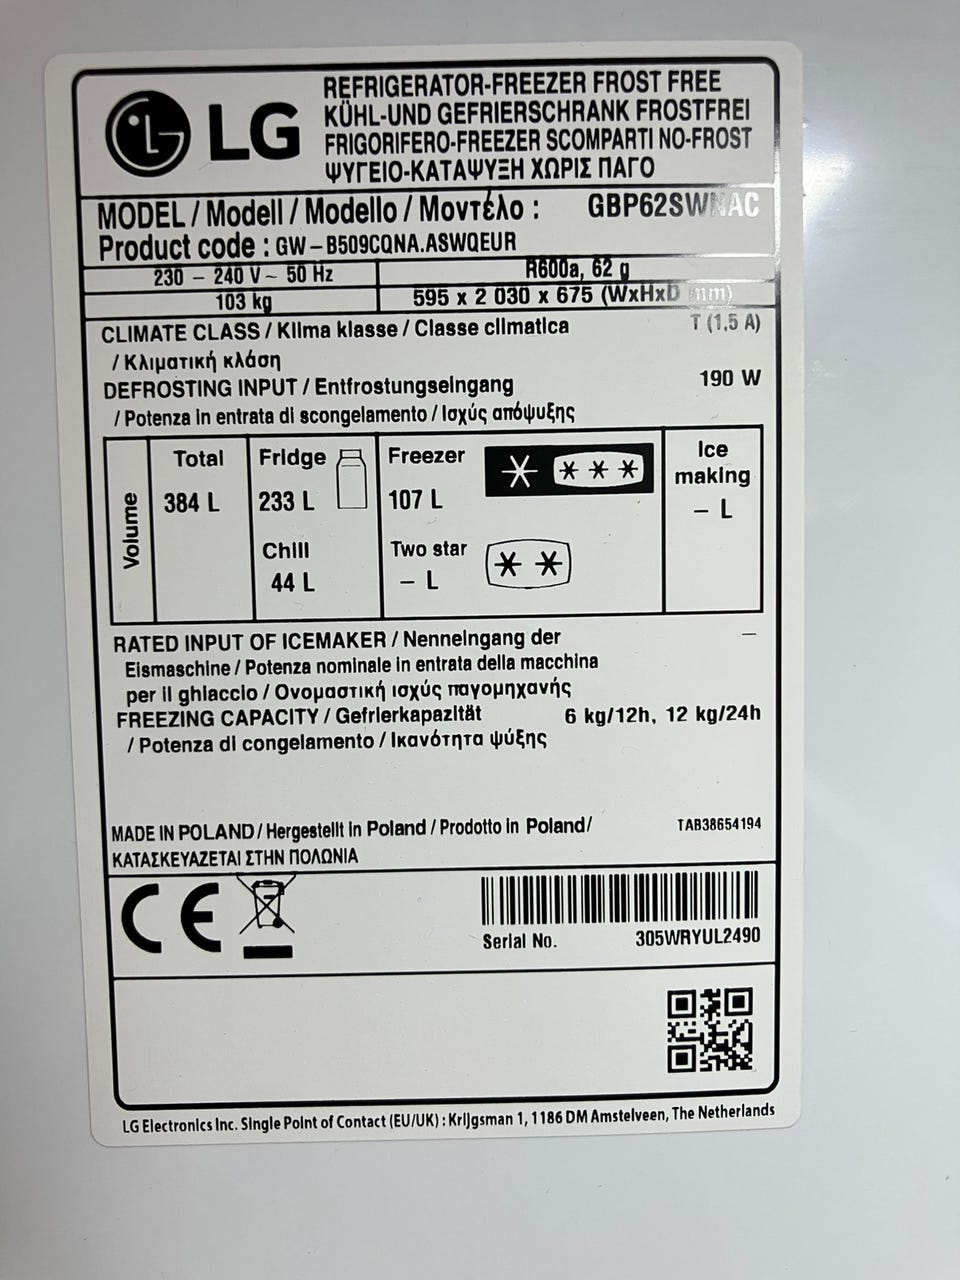 LG
REFRIGERATOR-FREEZER FROST FREE
KÜHL-UND GEFRIERSCHRANK FROSTFREI
FRIGORIFERO-FREEZER SCOMPARTI NO-FROST
ΨΥΓΕΙΟ-ΚΑΤΑΨΥΞΗ ΧΩΡΙΣ ΠΑΓΟ
MODEL / Modell / Modello / Μοντέλο : GBP62SWNAC
Product code : GW-B509CQNA.ASWQEUR
230 - 240 V~ 50 Hz R600a, 62 g
103 kg 595 x 2 030 x 675 (WxHxD mm)
CLIMATE CLASS / Klima klasse / Classe climatica T (1,5 A)
/ Κλιματική κλάση
DEFROSTING INPUT / Entfrostungseingang 190 W
/ Potenza in entrata di scongelamento / Ισχύς απόψυξης
Volume
Total
384 L
Fridge
233 L
Chill
44 L
Freezer
107 L
Two star
- L
Ice
making
- L
RATED INPUT OF ICEMAKER / Nenneingang der –
Eismaschine / Potenza nominale in entrata della macchina
per il ghiaccio / Ονομαστική ισχύς παγομηχανής
FREEZING CAPACITY / Gefrierkapazität 6 kg/12h, 12 kg/24h
/ Potenza di congelamento / Ικανότητα ψύξης
MADE IN POLAND / Hergestellt in Poland / Prodotto in Poland/ TAB38654194
ΚΑΤΑΣΚΕΥΑΖΕΤΑΙ ΣΤΗΝ ΠΟΛΩΝΙΑ
CE
Serial No. 305WRYUL2490
LG Electronics Inc. Single Point of Contact (EU/UK) : Krijgsman 1, 1186 DM Amstelveen, The Netherlands